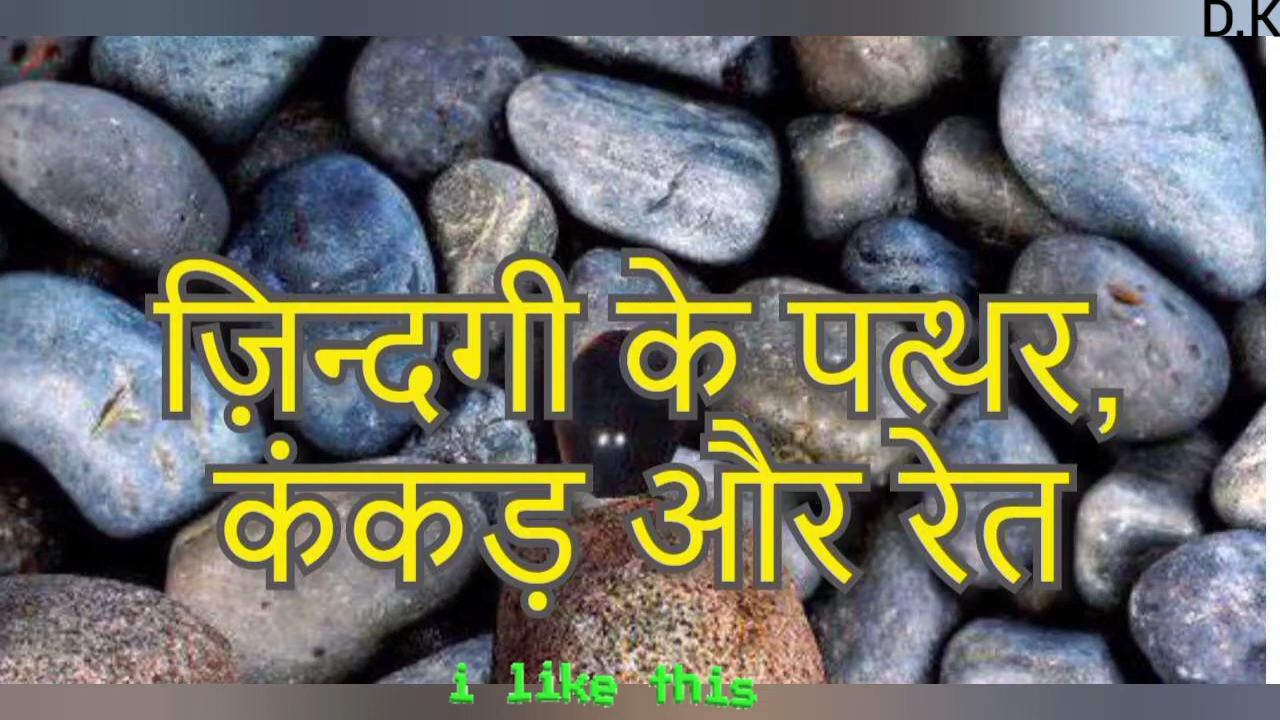 D.K
ज़िन्दगी के पत्थर,
कंकड़ और रेत
i like this